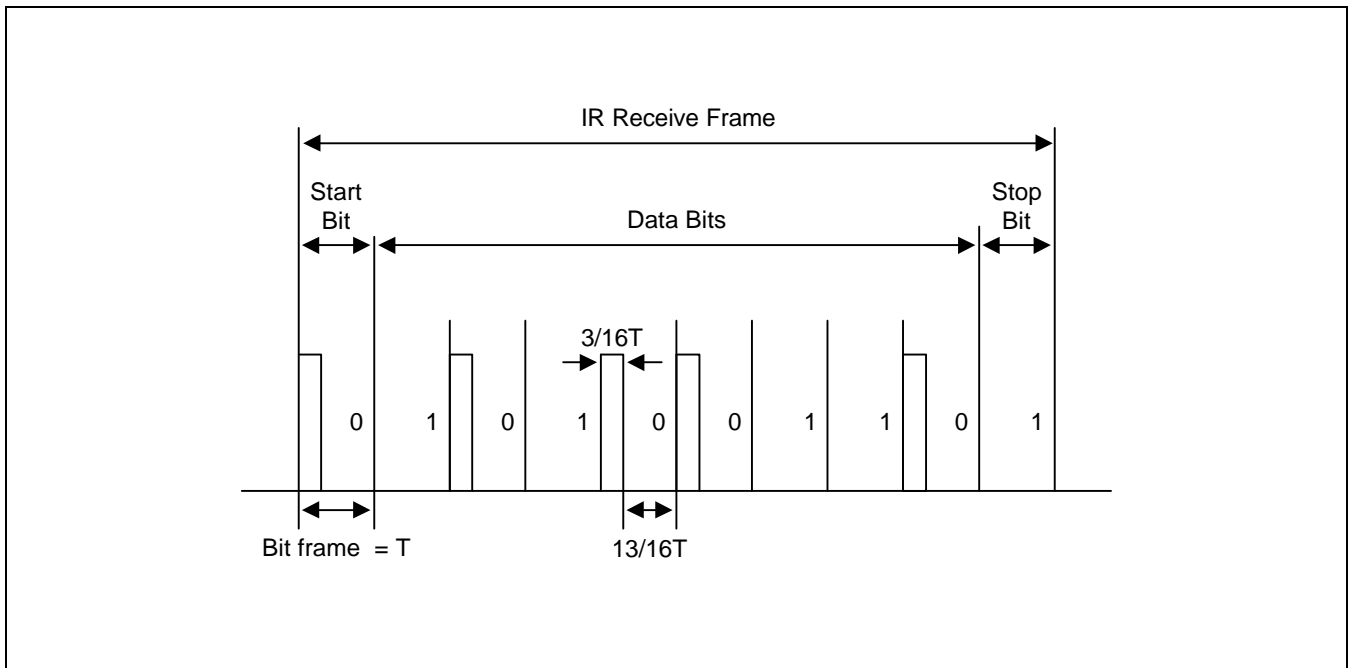 IR Receive Frame
Start
Bit
Data Bits
Stop
Bit
3/16T
0 1 0 1 0 0 1 1 0 1
Bit frame = T
13/16T